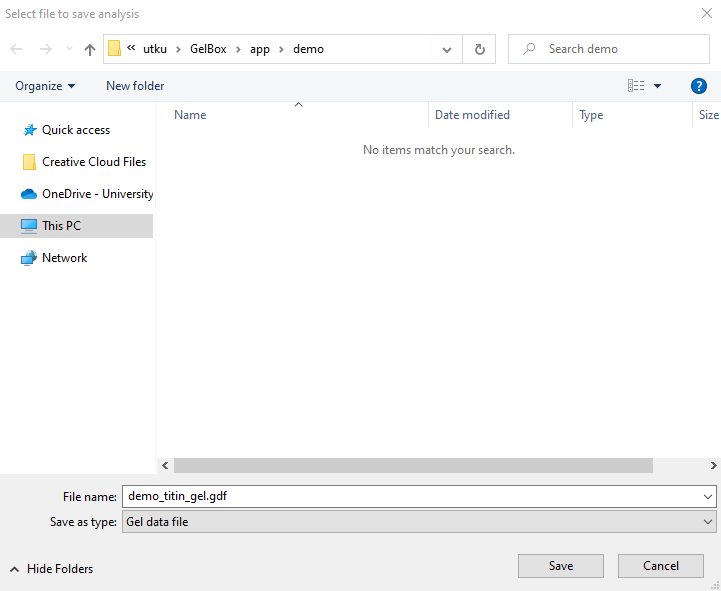 Select file to save analysis
« utku › GelBox › app › demo
Search demo
Organize
New folder
?
Name
Date modified
Type
Size
No items match your search.
Quick access
Creative Cloud Files
OneDrive - University
This PC
Network
File name: demo_titin_gel.gdf
Save as type: Gel data file
Hide Folders
Save
Cancel